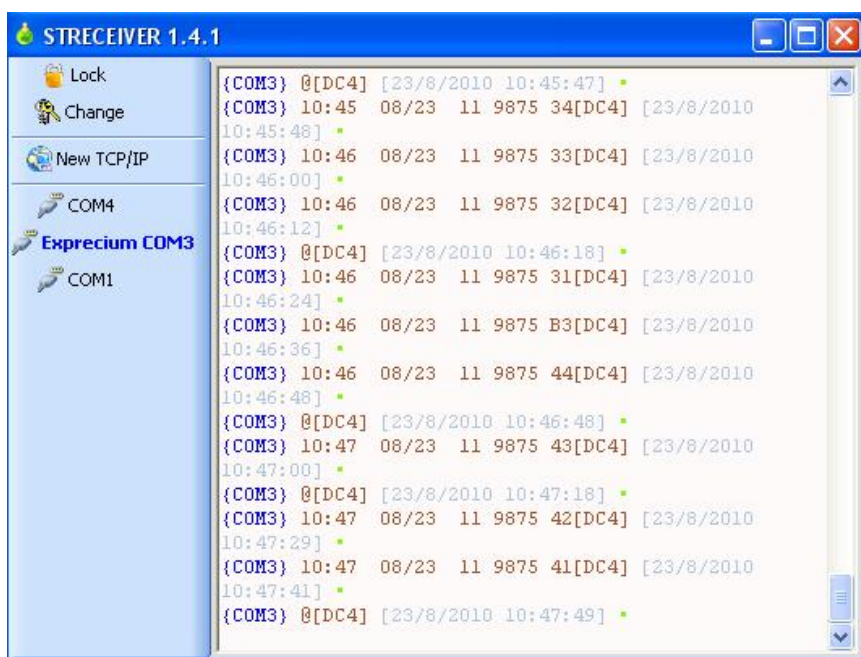 STRECEIVER 1.4.1
Lock
Change
New TCP/IP
COM4
Exprecium COM3
COM1
{COM3} @[DC4] [23/8/2010 10:45:47]
{COM3} 10:45  08/23  11 9875 34[DC4] [23/8/2010
10:45:48]
{COM3} 10:46  08/23  11 9875 33[DC4] [23/8/2010
10:46:00]
{COM3} 10:46  08/23  11 9875 32[DC4] [23/8/2010
10:46:12]
{COM3} @[DC4] [23/8/2010 10:46:18]
{COM3} 10:46  08/23  11 9875 31[DC4] [23/8/2010
10:46:24]
{COM3} 10:46  08/23  11 9875 B3[DC4] [23/8/2010
10:46:36]
{COM3} 10:46  08/23  11 9875 44[DC4] [23/8/2010
10:46:48]
{COM3} @[DC4] [23/8/2010 10:46:48]
{COM3} 10:47  08/23  11 9875 43[DC4] [23/8/2010
10:47:00]
{COM3} @[DC4] [23/8/2010 10:47:18]
{COM3} 10:47  08/23  11 9875 42[DC4] [23/8/2010
10:47:29]
{COM3} 10:47  08/23  11 9875 41[DC4] [23/8/2010
10:47:41]
{COM3} @[DC4] [23/8/2010 10:47:49]